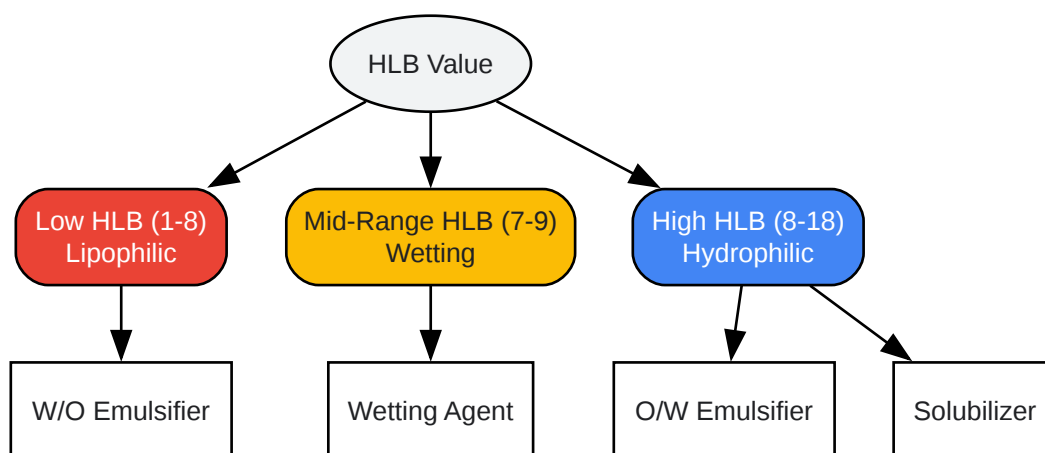 HLB Value
Low HLB (1-8)
Lipophilic
Mid-Range HLB (7-9)
Wetting
High HLB (8-18)
Hydrophilic
W/O Emulsifier
Wetting Agent
O/W Emulsifier
Solubilizer